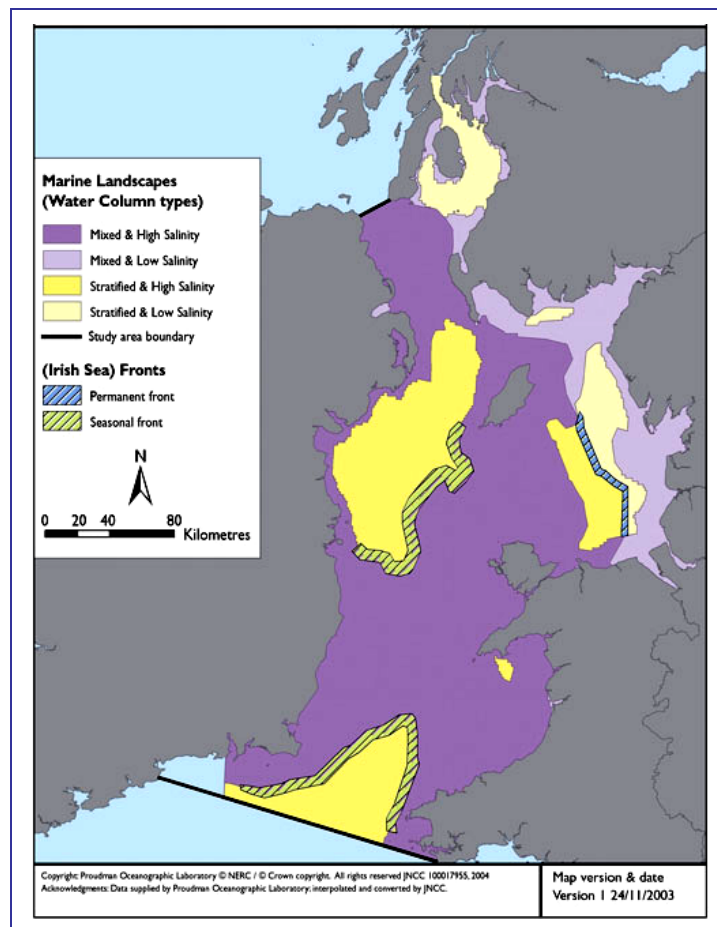 Marine Landscapes
(Water Column types)
Mixed & High Salinity
Mixed & Low Salinity
Stratified & High Salinity
Stratified & Low Salinity
Study area boundary
(Irish Sea) Fronts
Permanent front
Seasonal front
N
0 20 40 80
Kilometres
Copyright: Proudman Oceanographic Laboratory © NERC / © Crown copyright. All rights reserved JNCC 100017955, 2004
Acknowledgments: Data supplied by Proudman Oceanographic Laboratory; interpolated and converted by JNCC.
Map version & date
Version 1 24/11/2003